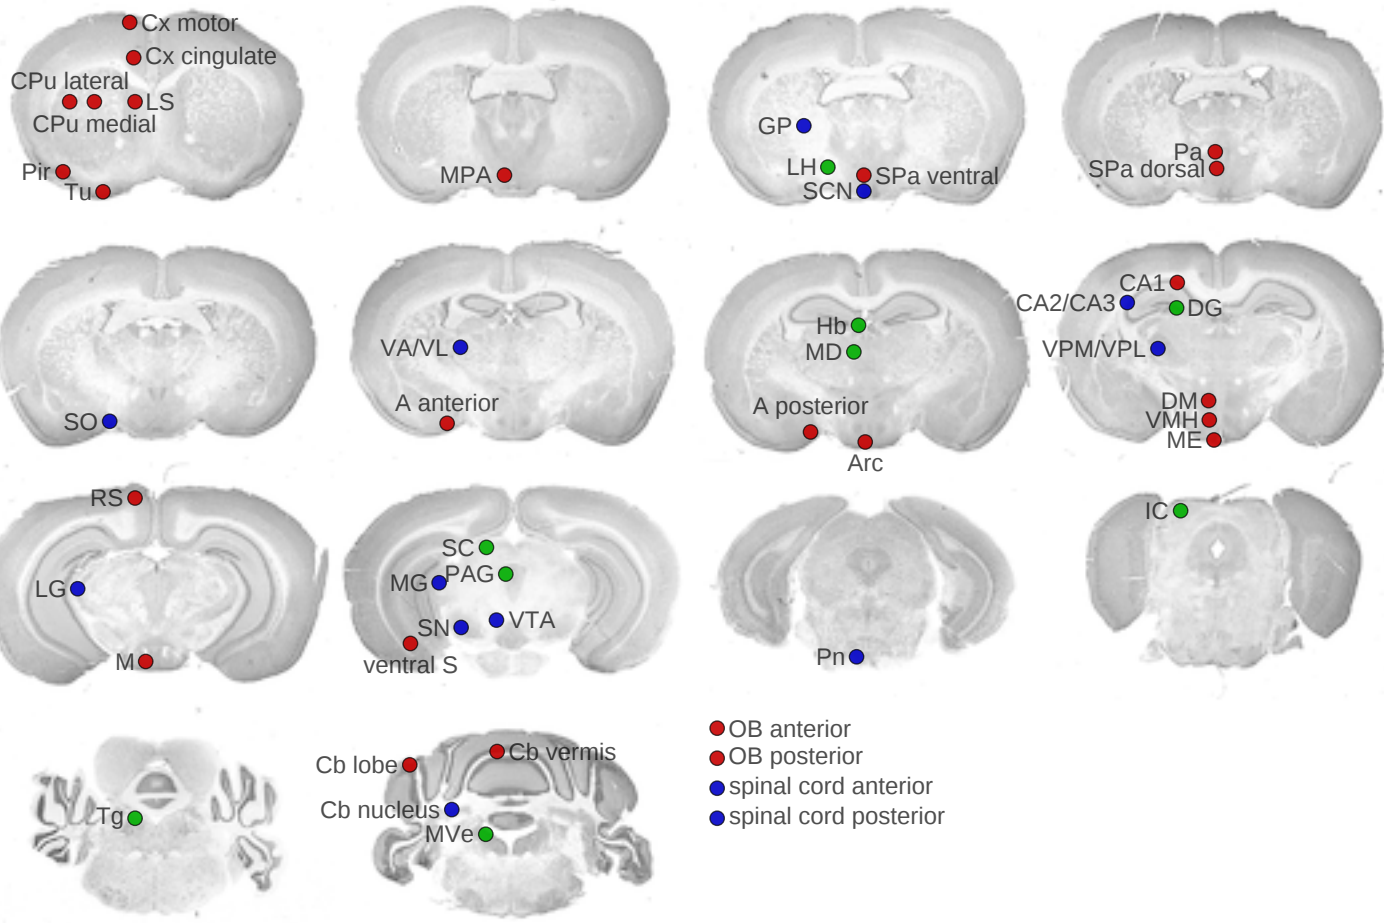 Cx motor
Cx cingulate
CPu lateral
LS
CPu medial
Pir
Tu
MPA
GP
LH
SPa ventral
SCN
Pa
SPa dorsal
SO
VA/VL
A anterior
Hb
MD
A posterior
Arc
CA1
CA2/CA3
DG
VPM/VPL
DM
VMH
ME
RS
LG
M
SC
PAG
MG
VTA
SN
ventral S
Pn
IC
Tg
Cb lobe
Cb vermis
Cb nucleus
MVe
OB anterior
OB posterior
spinal cord anterior
spinal cord posterior